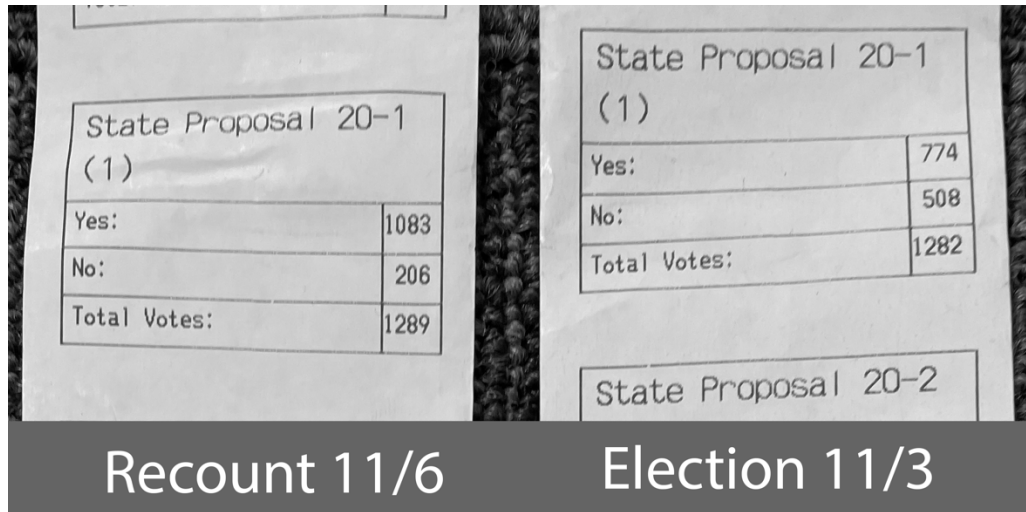 State Proposal 20-1
(1)
Yes: 1083
No: 206
Total Votes: 1289
Recount 11/6
State Proposal 20-1
(1)
Yes: 774
No: 508
Total Votes: 1282
State Proposal 20-2
Election 11/3